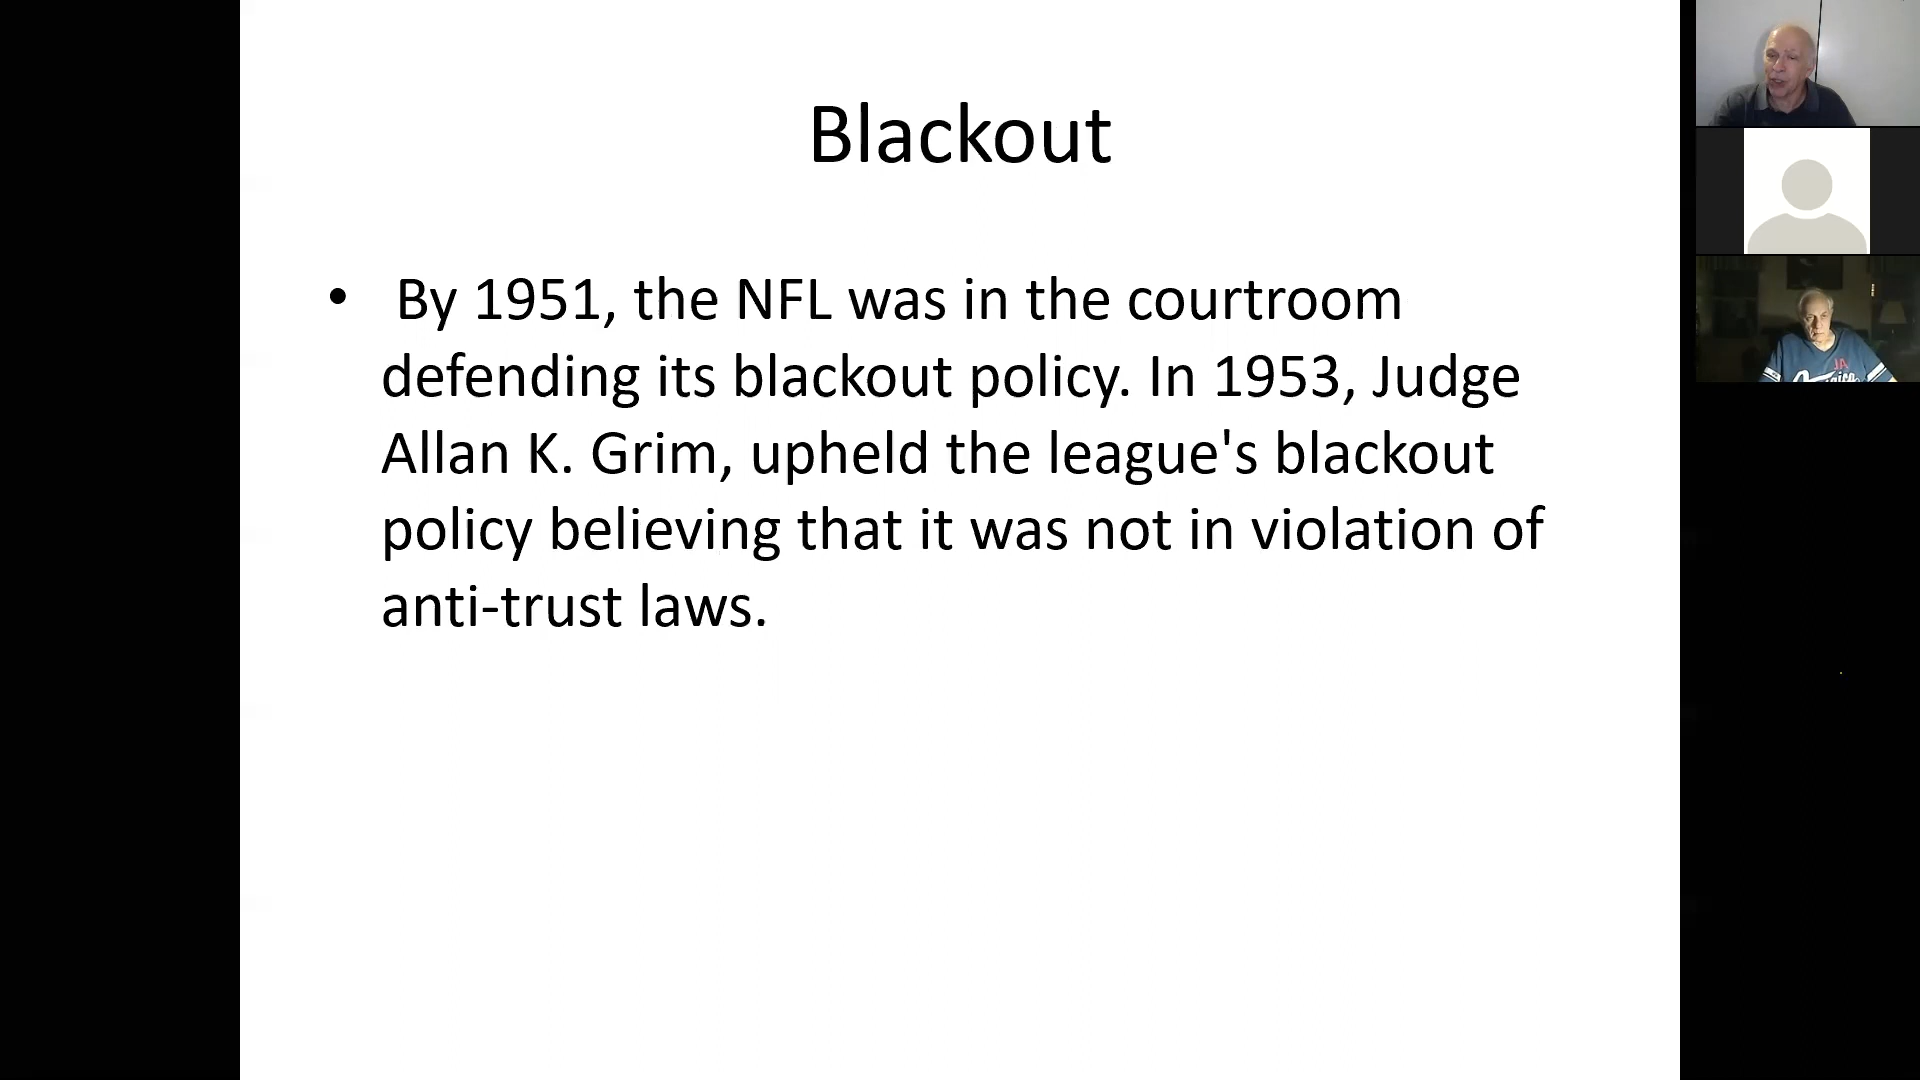 Blackout
• By 1951, the NFL was in the courtroom
defending its blackout policy. In 1953, Judge
Allan K. Grim, upheld the league's blackout
policy believing that it was not in violation of
anti-trust laws.
JA